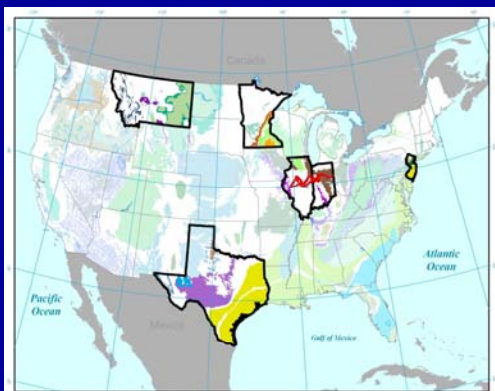 Canada
Pacific
Ocean
Atlantic
Ocean
Mexico
Gulf of Mexico